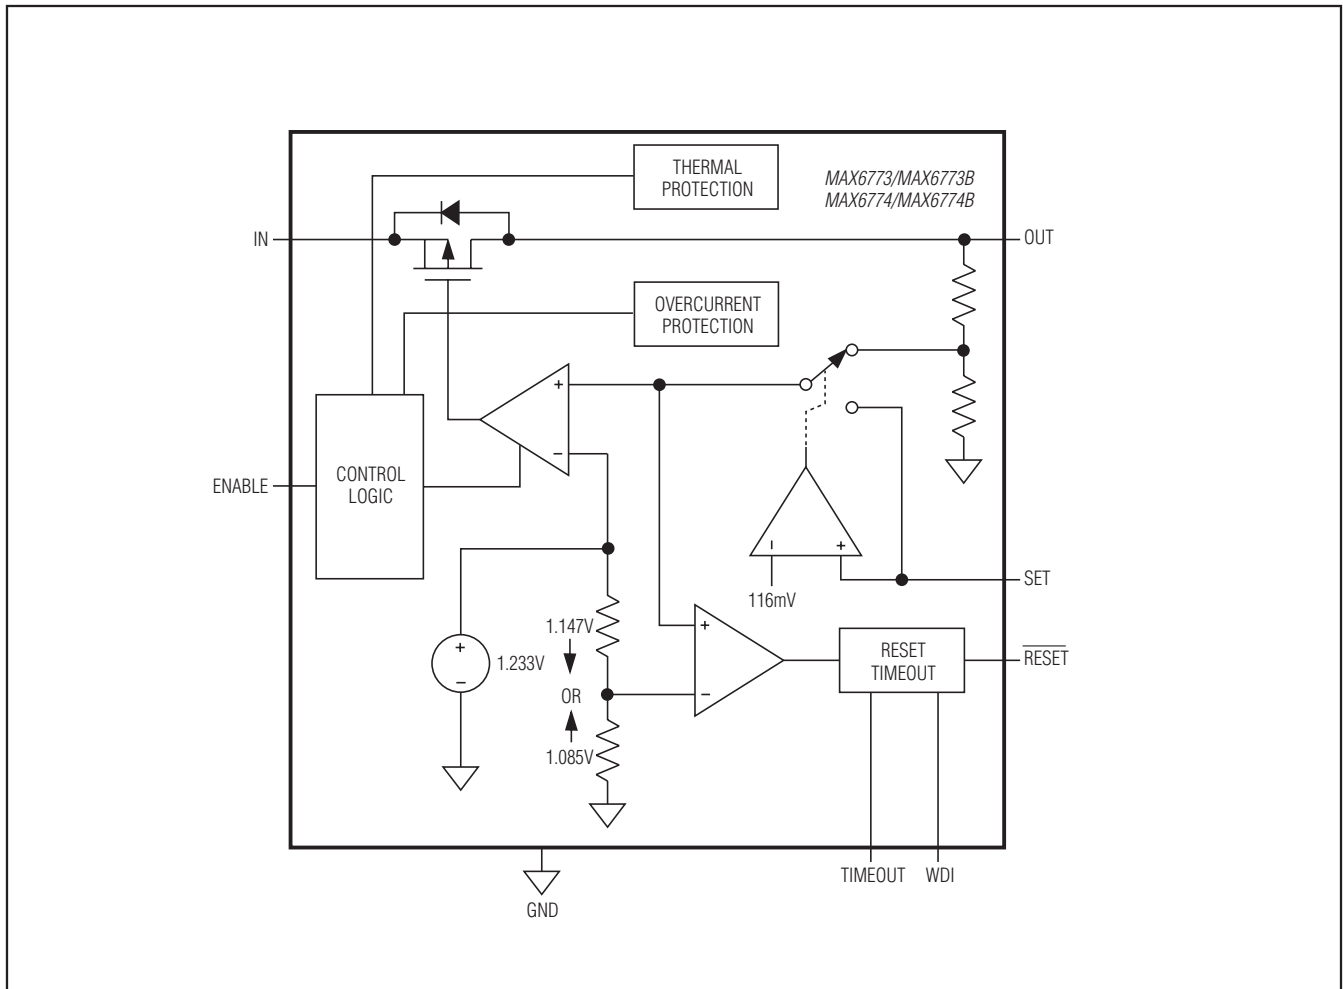 THERMAL
PROTECTION
MAX6773/MAX6773B
MAX6774/MAX6774B
IN
OUT
OVERCURRENT
PROTECTION
+
−
CONTROL
LOGIC
ENABLE
−
+
116mV
SET
1.147V
+
−
1.233V
OR
1.085V
+
−
RESET
TIMEOUT
RESET
TIMEOUT
WDI
GND